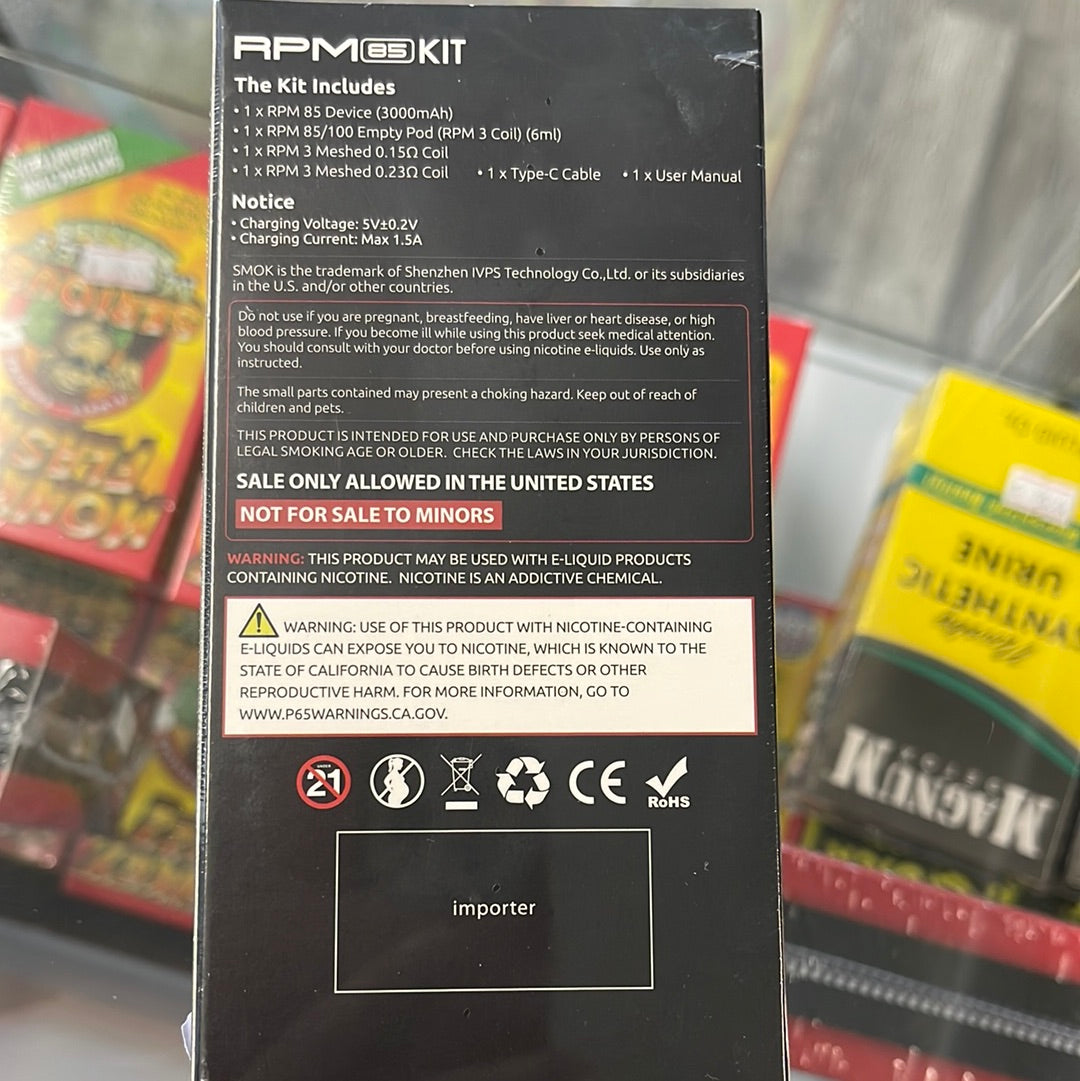 RPM 85 KIT
The Kit Includes
• 1 x RPM 85 Device (3000mAh)
• 1 x RPM 85/100 Empty Pod (RPM 3 Coil) (6ml)
• 1 x RPM 3 Meshed 0.15Ω Coil
• 1 x RPM 3 Meshed 0.23Ω Coil • 1 x Type-C Cable • 1 x User Manual
Notice
• Charging Voltage: 5V±0.2V
• Charging Current: Max 1.5A
SMOK is the trademark of Shenzhen IVPS Technology Co.,Ltd. or its subsidiaries
in the U.S. and/or other countries.
Do not use if you are pregnant, breastfeeding, have liver or heart disease, or high
blood pressure. If you become ill while using this product seek medical attention.
You should consult with your doctor before using nicotine e-liquids. Use only as
instructed.
The small parts contained may present a choking hazard. Keep out of reach of
children and pets.
THIS PRODUCT IS INTENDED FOR USE AND PURCHASE ONLY BY PERSONS OF
LEGAL SMOKING AGE OR OLDER. CHECK THE LAWS IN YOUR JURISDICTION.
SALE ONLY ALLOWED IN THE UNITED STATES
NOT FOR SALE TO MINORS
WARNING: THIS PRODUCT MAY BE USED WITH E-LIQUID PRODUCTS
CONTAINING NICOTINE. NICOTINE IS AN ADDICTIVE CHEMICAL.
WARNING: USE OF THIS PRODUCT WITH NICOTINE-CONTAINING
E-LIQUIDS CAN EXPOSE YOU TO NICOTINE, WHICH IS KNOWN TO THE
STATE OF CALIFORNIA TO CAUSE BIRTH DEFECTS OR OTHER
REPRODUCTIVE HARM. FOR MORE INFORMATION, GO TO
WWW.P65WARNINGS.CA.GOV.
UNDER
21
CE
RoHS
importer
URINE
MAGNUM